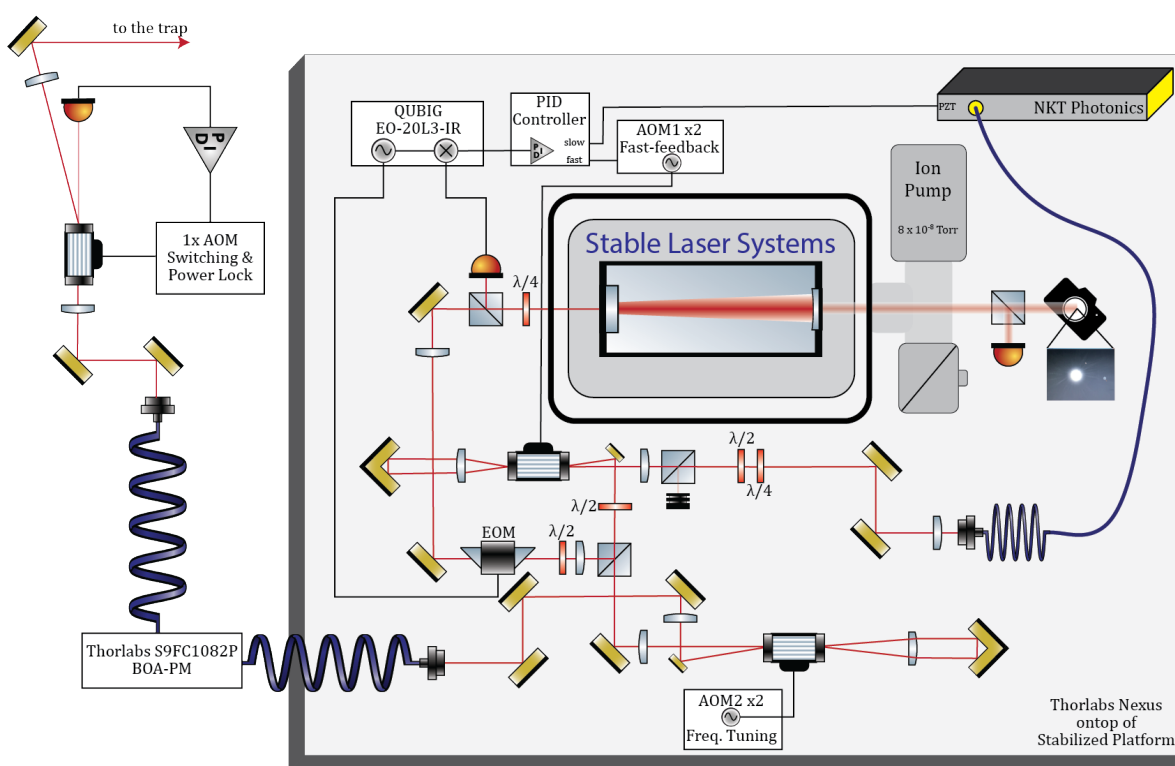 to the trap
QUBIG
EO-20L3-IR
PID
Controller
slow
fast
P
I
D
AOM1 x2
Fast-feedback
PZT
NKT Photonics
Ion
Pump
8 x 10⁻⁸ Torr
P
I
D
1x AOM
Switching &
Power Lock
Stable Laser Systems
λ/4
λ/2
λ/4
λ/2
EOM
λ/2
Thorlabs S9FC1082P
BOA-PM
AOM2 x2
Freq. Tuning
Thorlabs Nexus
ontop of
Stabilized Platform